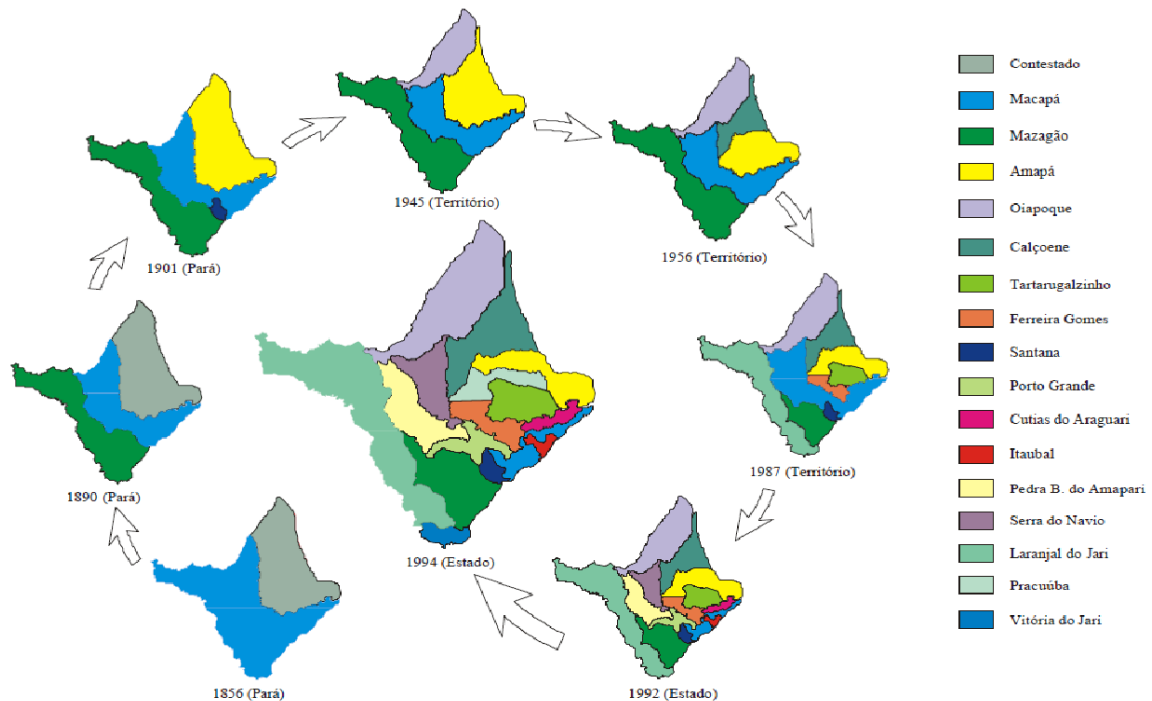 1945 (Território)
1956 (Território)
1901 (Pará)
1987 (Território)
1890 (Pará)
1994 (Estado)
1856 (Pará)
1992 (Estado)
Contestado
Macapá
Mazagão
Amapá
Oiapoque
Calçoene
Tartarugalzinho
Ferreira Gomes
Santana
Porto Grande
Cutias do Araguari
Itaubal
Pedra B. do Amapari
Serra do Navio
Laranjal do Jari
Pracuúba
Vitória do Jari